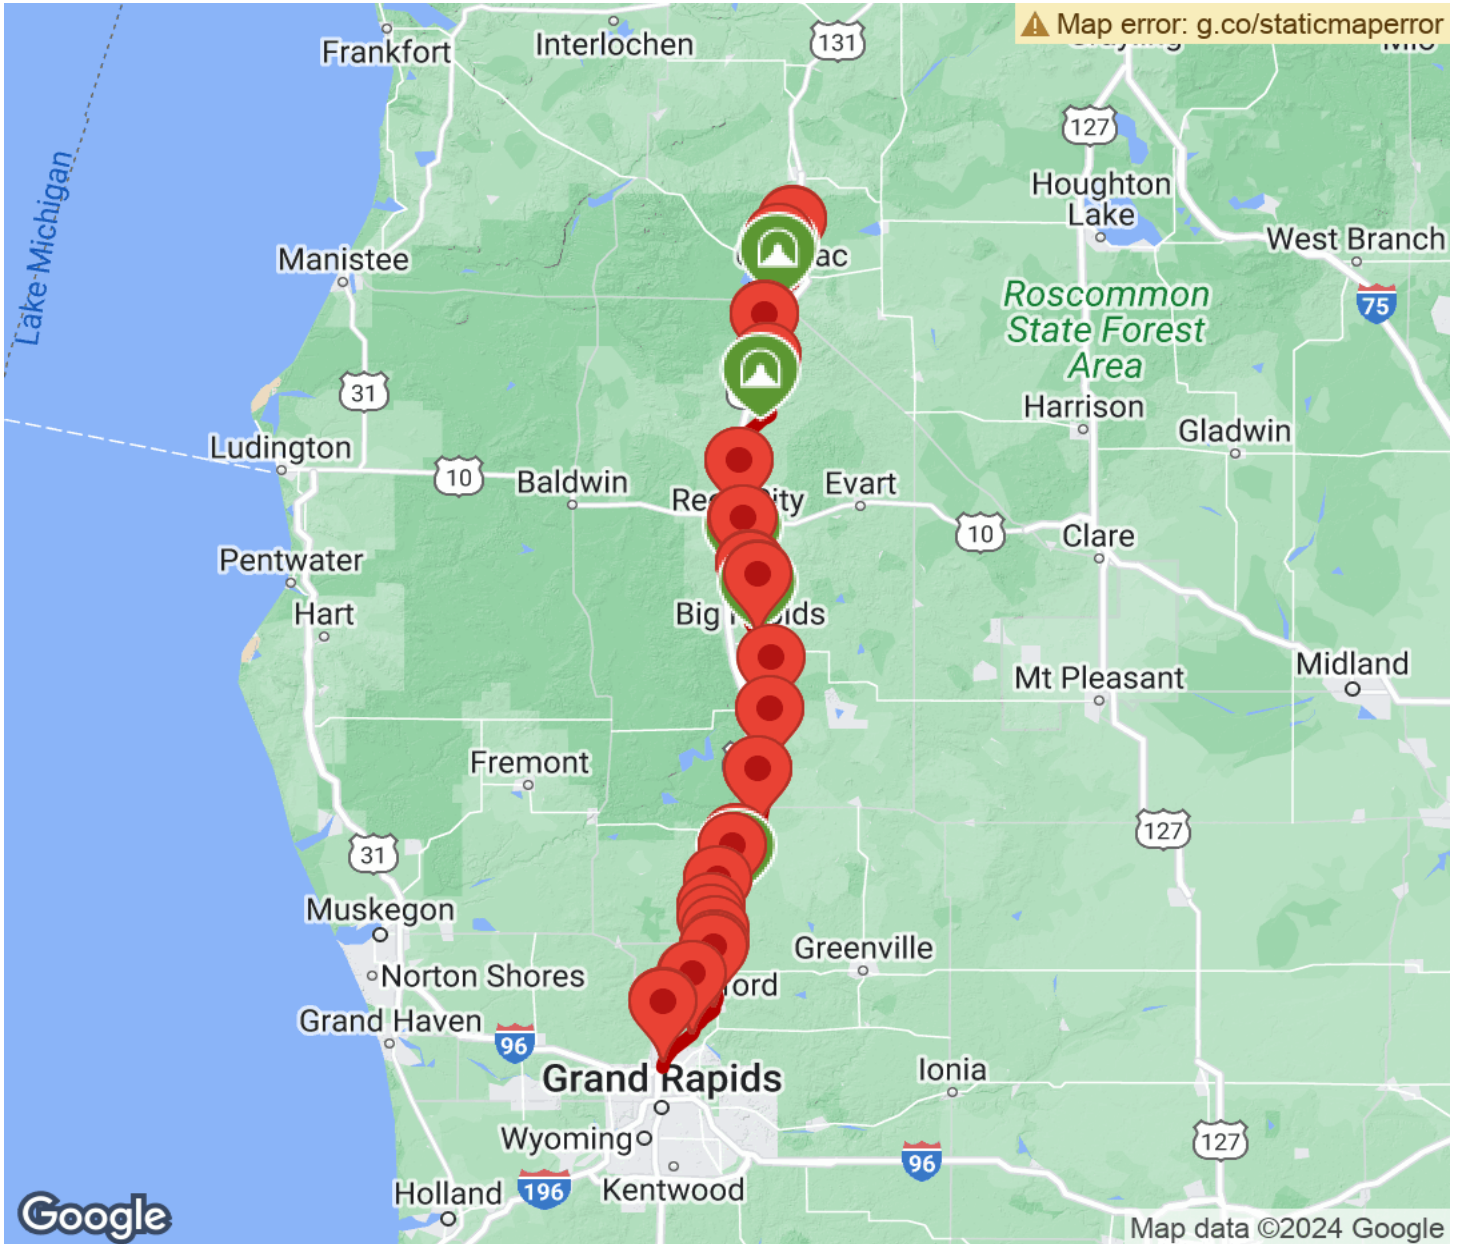 Map error: g.co/staticmaperror
Frankfort
Interlochen
131
127
Houghton
Lake
West Branch
Lake Michigan
Manistee
Roscommon
State Forest
Area
75
31
Harrison
Gladwin
Ludington
10
Baldwin
Evart
10
Clare
Pentwater
Hart
Big
Midland
Mt Pleasant
Fremont
127
31
Muskegon
Greenville
Norton Shores
Grand Haven
96
Ionia
Grand Rapids
Wyoming
127
96
196
Kentwood
Holland
Google
Map data ©2024 Google